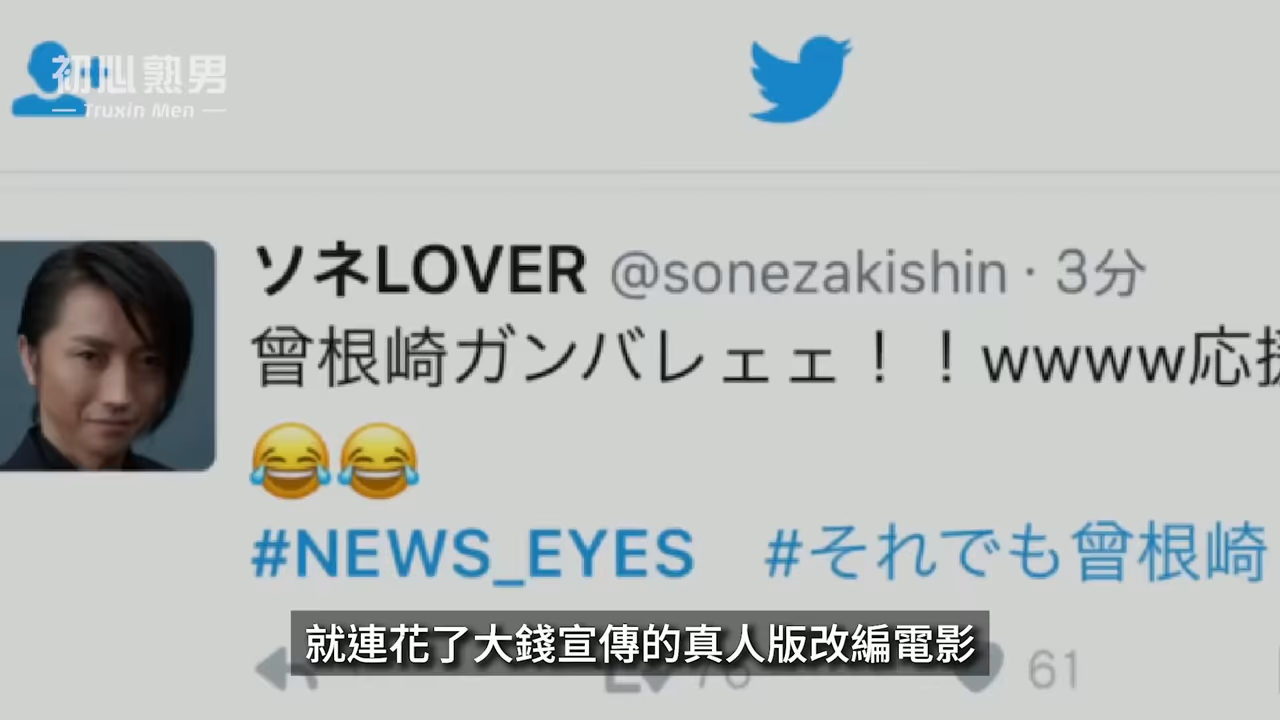 初心熟男
Truxin Men
ソネLOVER @sonezakishin · 3分
曾根崎ガンバレェェ！！wwww応援
😂😂
#NEWS_EYES #それでも曾根崎
就連花了大錢宣傳的真人版改編電影
76 61